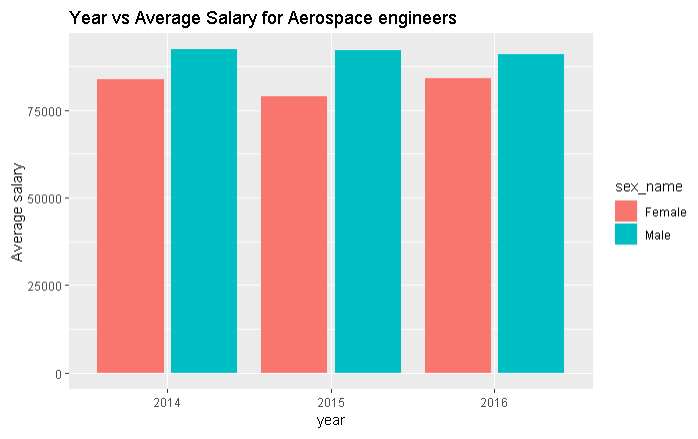 Year vs Average Salary for Aerospace engineers
Average salary
75000
50000
25000
0
2014
2015
2016
year
sex_name
Female
Male